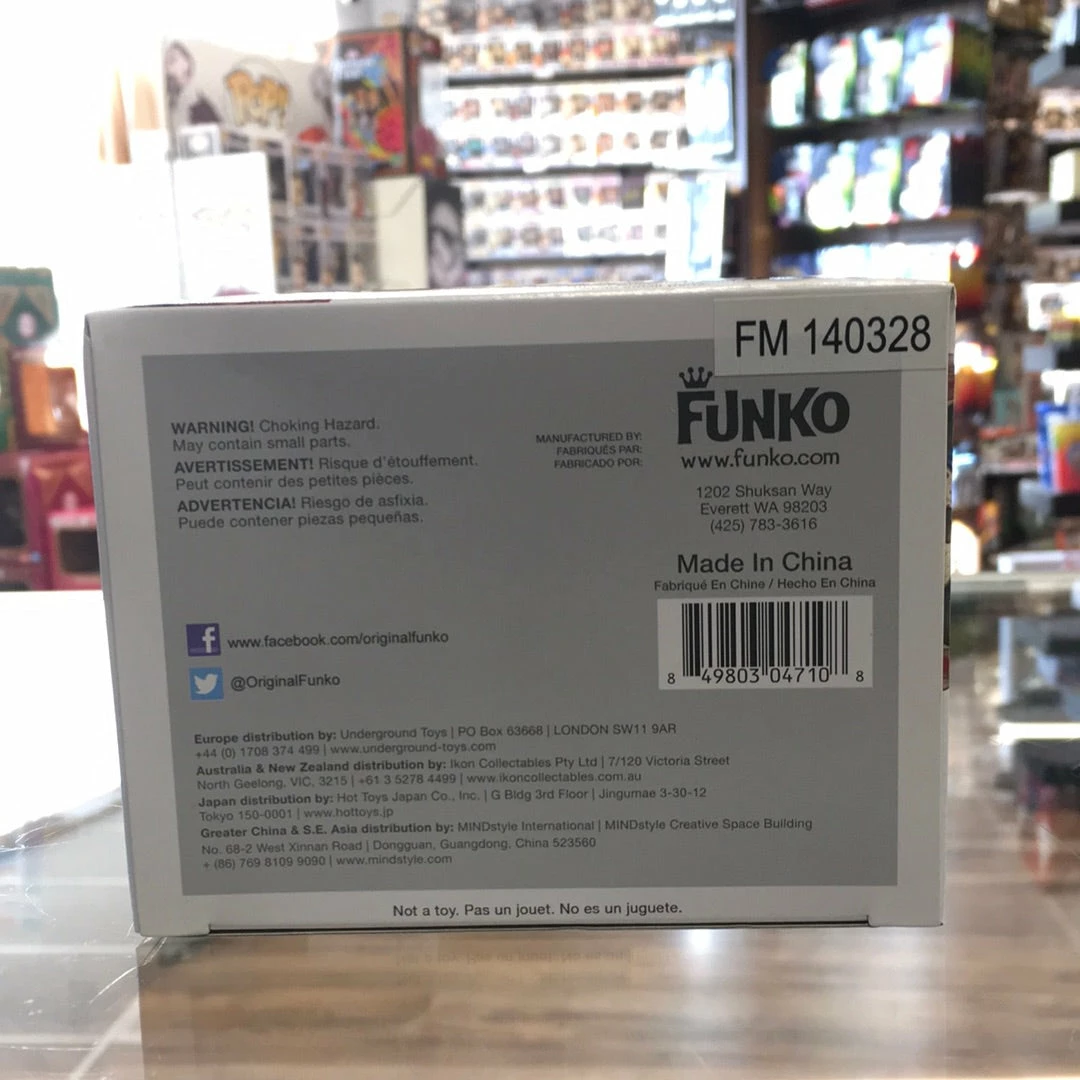 POP!
FM 140328
WARNING! Choking Hazard.
May contain small parts.
AVERTISSEMENT! Risque d'étouffement.
Peut contenir des petites pièces.
ADVERTENCIA! Riesgo de asfixia.
Puede contener piezas pequeñas.
MANUFACTURED BY:
FABRIQUÉS PAR:
FABRICADO POR:
FUNKO
www.funko.com
1202 Shuksan Way
Everett WA 98203
(425) 783-3616
Made In China
Fabriqué En Chine / Hecho En China
8 49803 04710 8
f www.facebook.com/originalfunko
@OriginalFunko
Europe distribution by: Underground Toys | PO Box 63668 | LONDON SW11 9AR
+44 (0) 1708 374 499 | www.underground-toys.com
Australia & New Zealand distribution by: Ikon Collectables Pty Ltd | 7/120 Victoria Street
North Geelong, VIC, 3215 | +61 3 5278 4499 | www.ikoncollectables.com.au
Japan distribution by: Hot Toys Japan Co., Inc. | G Bldg 3rd Floor | Jingumae 3-30-12
Tokyo 150-0001 | www.hottoys.jp
Greater China & S.E. Asia distribution by: MINDstyle International | MINDstyle Creative Space Building
No. 68-2 West Xinnan Road | Dongguan, Guangdong, China 523560
+ (86) 769 8109 9090 | www.mindstyle.com
Not a toy. Pas un jouet. No es un juguete.